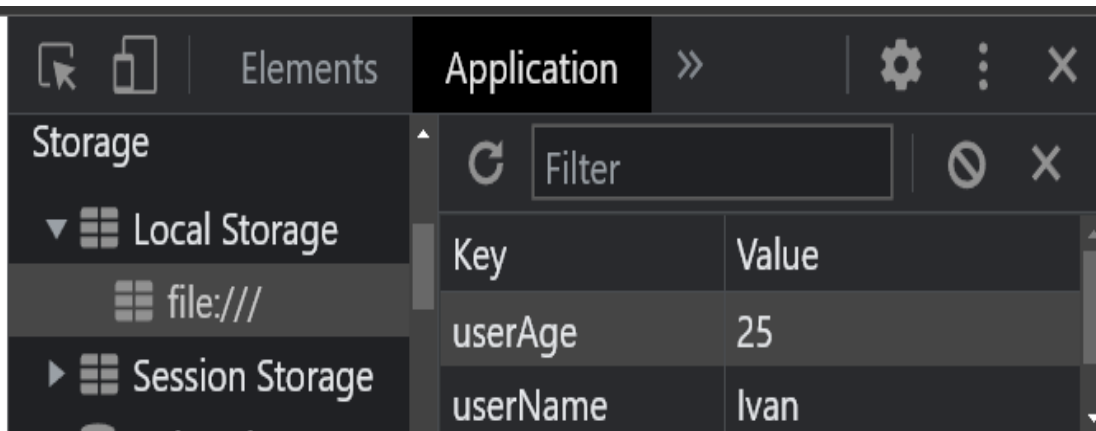 Elements Application »
Storage
Filter
Local Storage
Key Value
file:///
userAge 25
Session Storage
userName Ivan